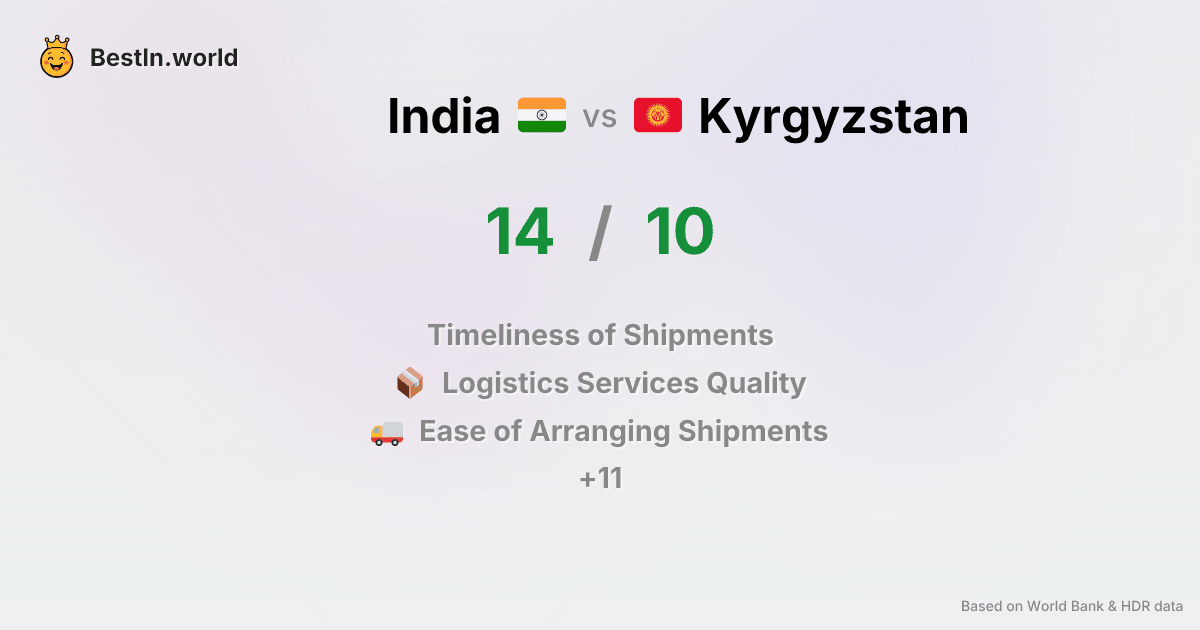 BestIn.world
India vs Kyrgyzstan
14 / 10
Timeliness of Shipments
Logistics Services Quality
Ease of Arranging Shipments
+11
Based on World Bank & HDR data